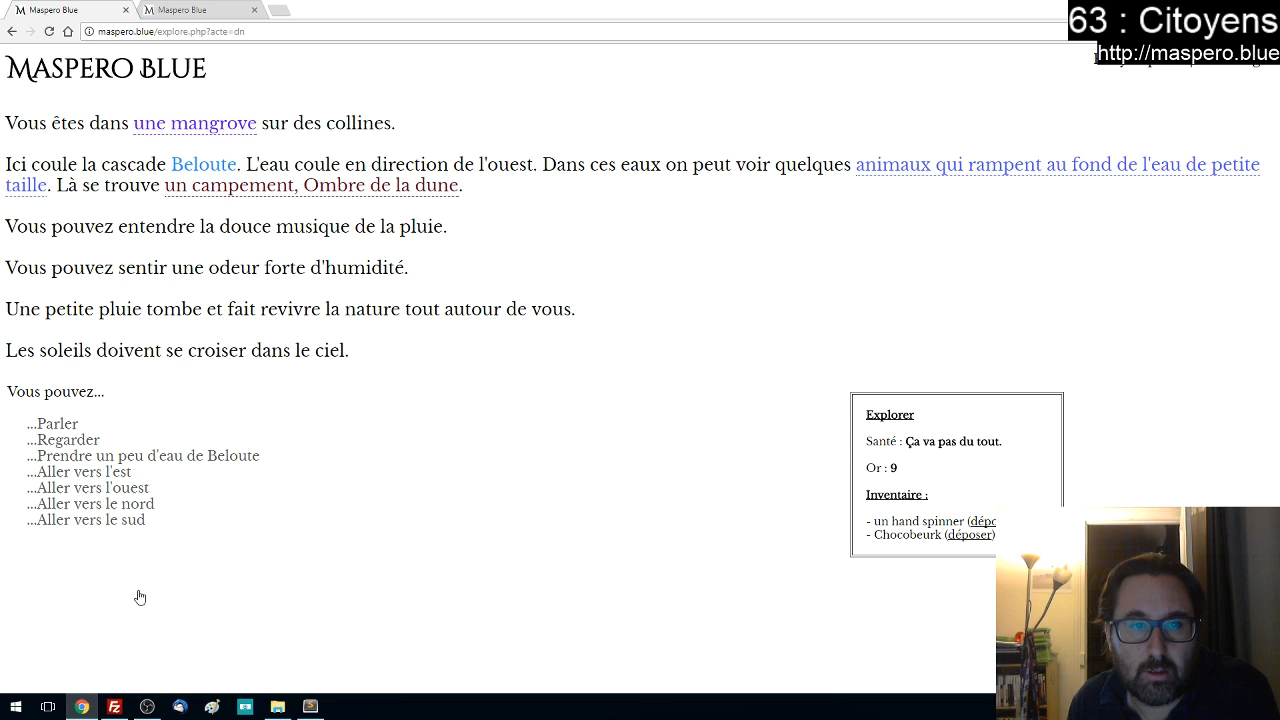 Maspero Blue
Maspero Blue
maspero.blue/explore.php?acte=dn
63 : Citoyens
http://maspero.blue
Maspero Blue
Vous êtes dans une mangrove sur des collines.
Ici coule la cascade Beloute. L'eau coule en direction de l'ouest. Dans ces eaux on peut voir quelques animaux qui rampent au fond de l'eau de petite
taille. Là se trouve un campement, Ombre de la dune.
Vous pouvez entendre la douce musique de la pluie.
Vous pouvez sentir une odeur forte d'humidité.
Une petite pluie tombe et fait revivre la nature tout autour de vous.
Les soleils doivent se croiser dans le ciel.
Vous pouvez...
...Parler
...Regarder
...Prendre un peu d'eau de Beloute
...Aller vers l'est
...Aller vers l'ouest
...Aller vers le nord
...Aller vers le sud
Explorer
Santé : Ça va pas du tout.
Or : 9
Inventaire :
- un hand spinner (dépo
- Chocobeurk (déposer)